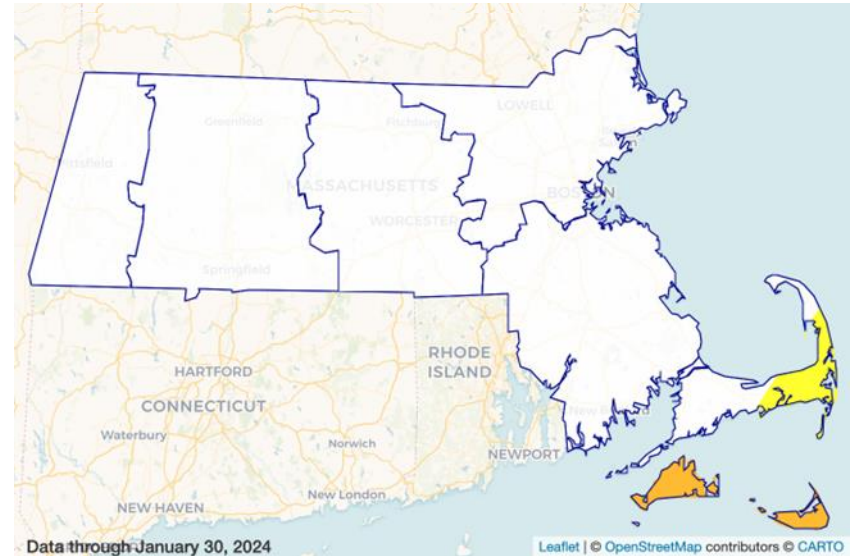 LOWELL
Greenfield
Fitchburg
Pittsfield
MASSACHUSETTS
BOSTON
WORCESTER
Springfield
RHODE
ISLAND
HARTFORD
CONNECTICUT
Waterbury
Norwich
NEWPORT
New London
NEW HAVEN
Data through January 30, 2024
Leaflet | © OpenStreetMap contributors © CARTO